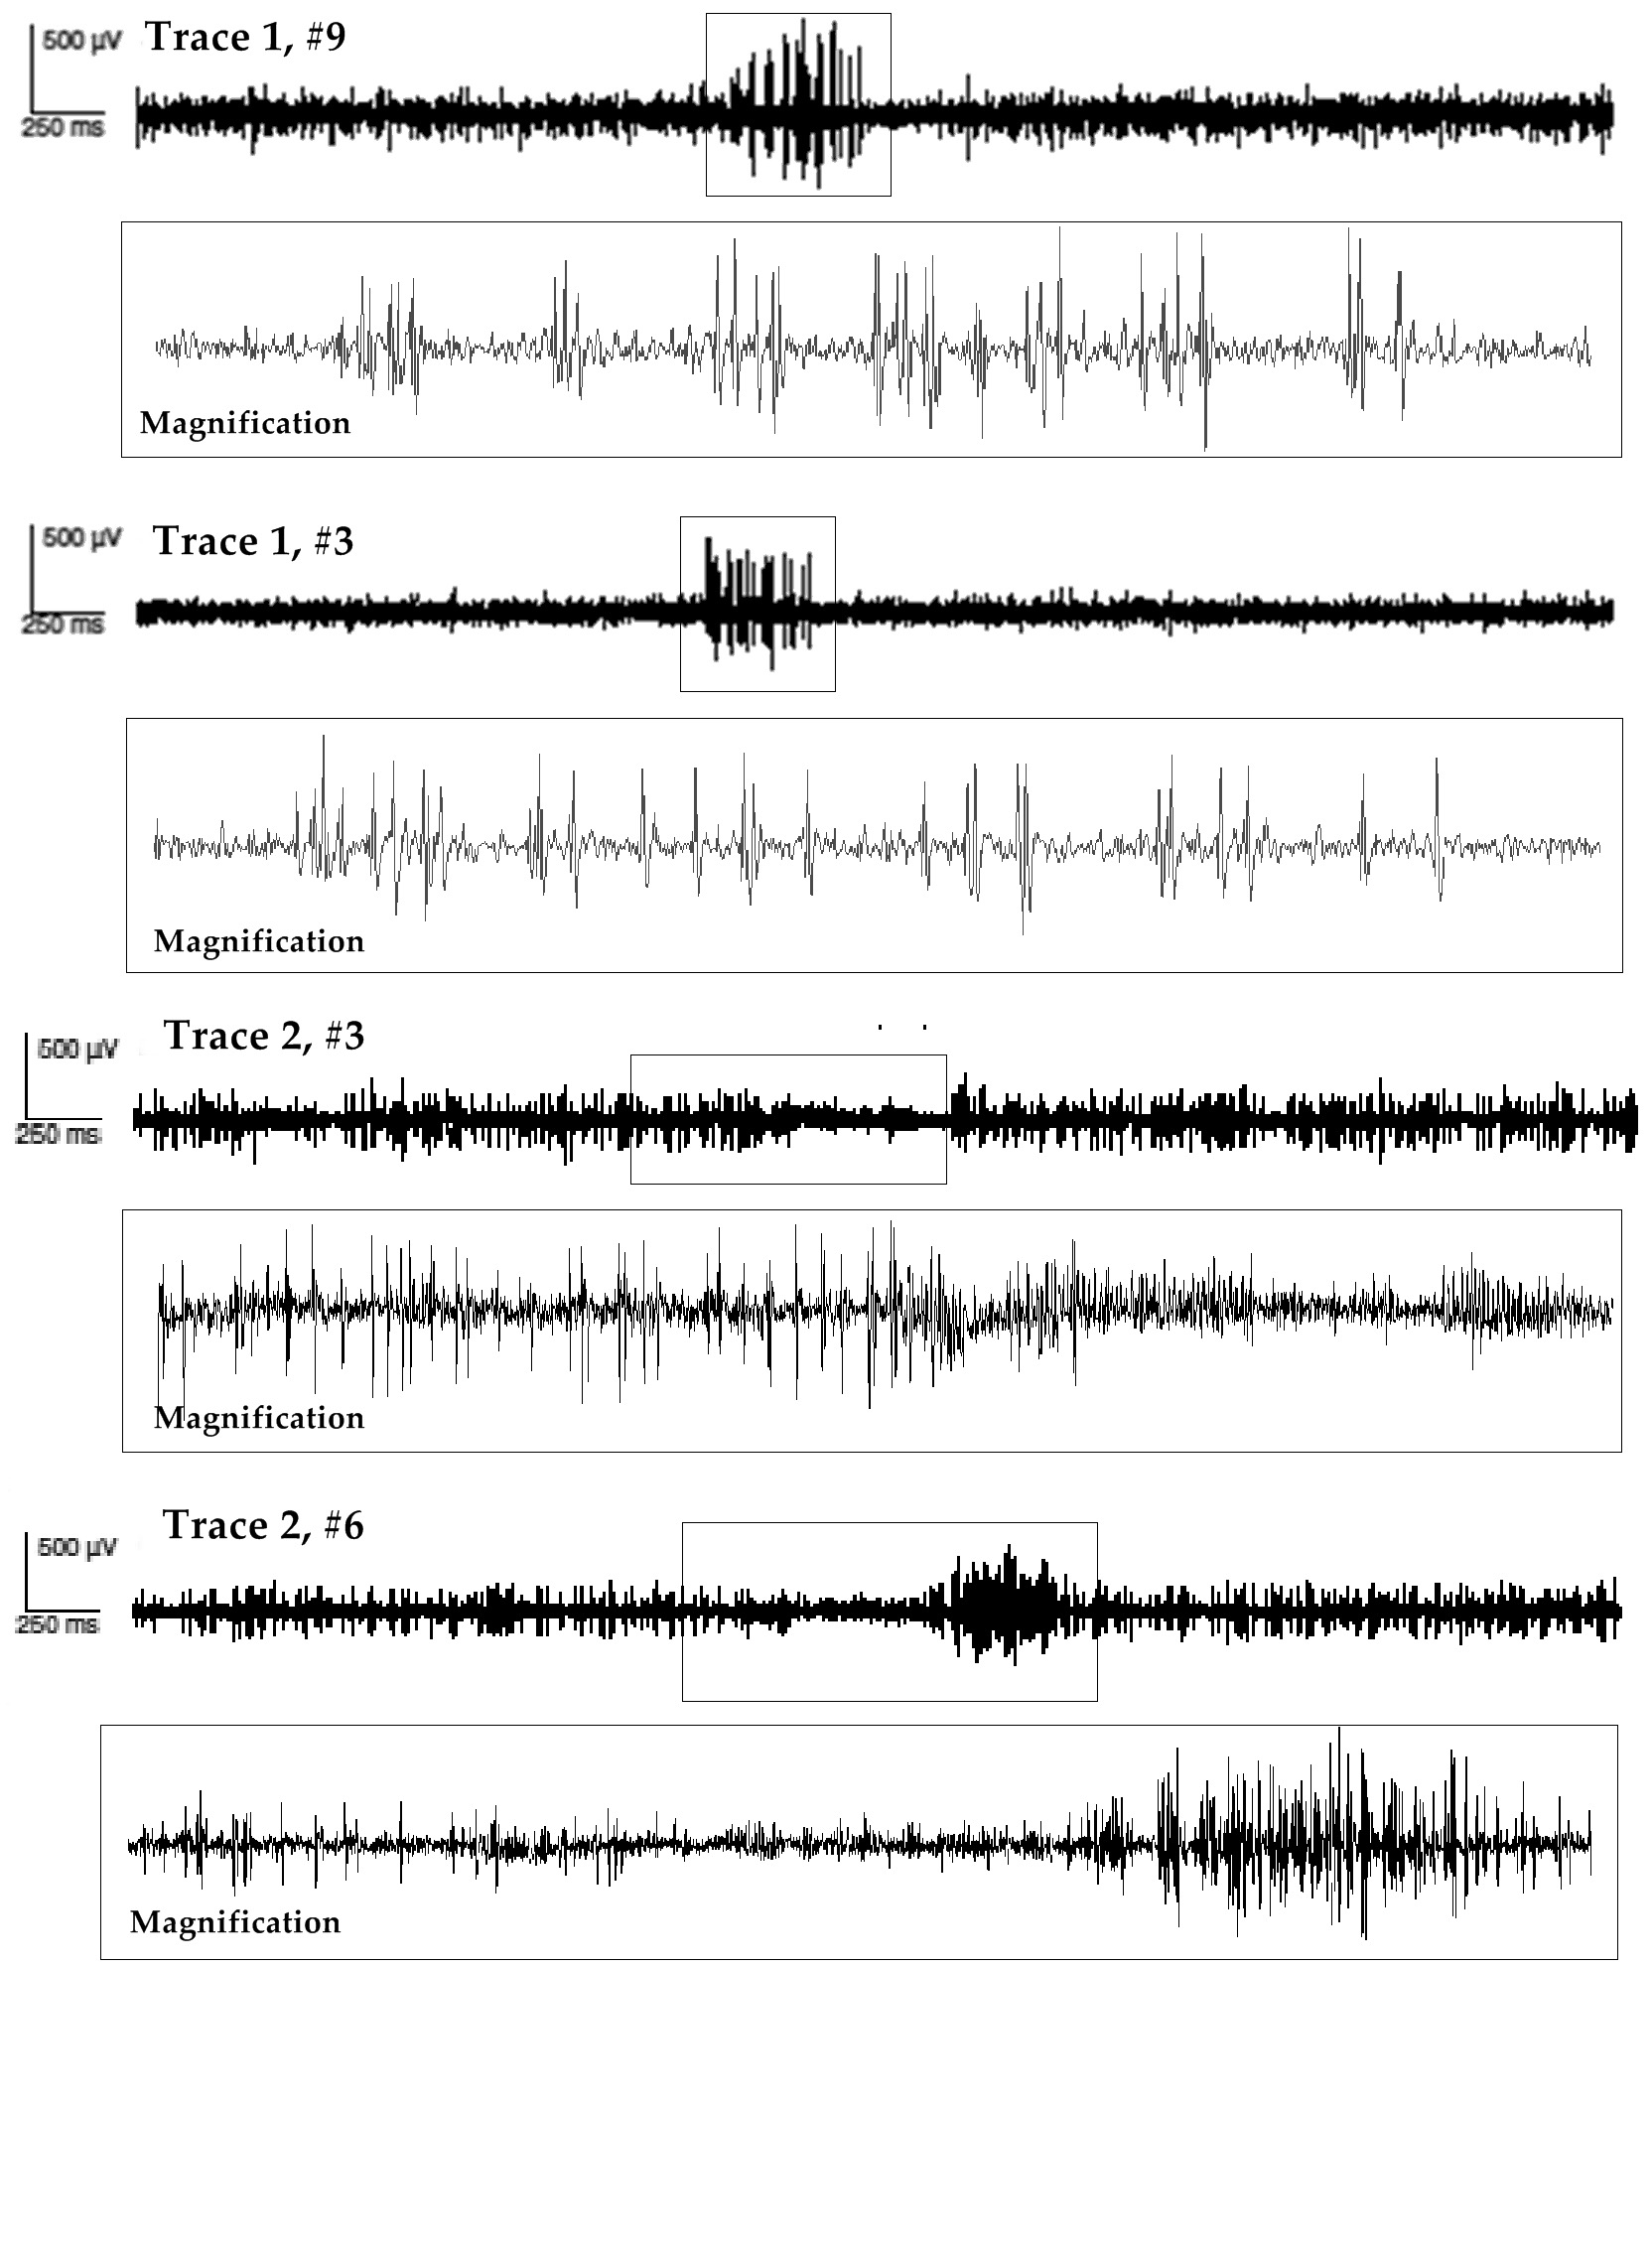 500 µV Trace 1, #9
250 ms
Magnification
500 µV Trace 1, #3
250 ms
Magnification
Trace 2, #3
500 µV
250 ms
Magnification
Trace 2, #6
500 µV
250 ms
Magnification